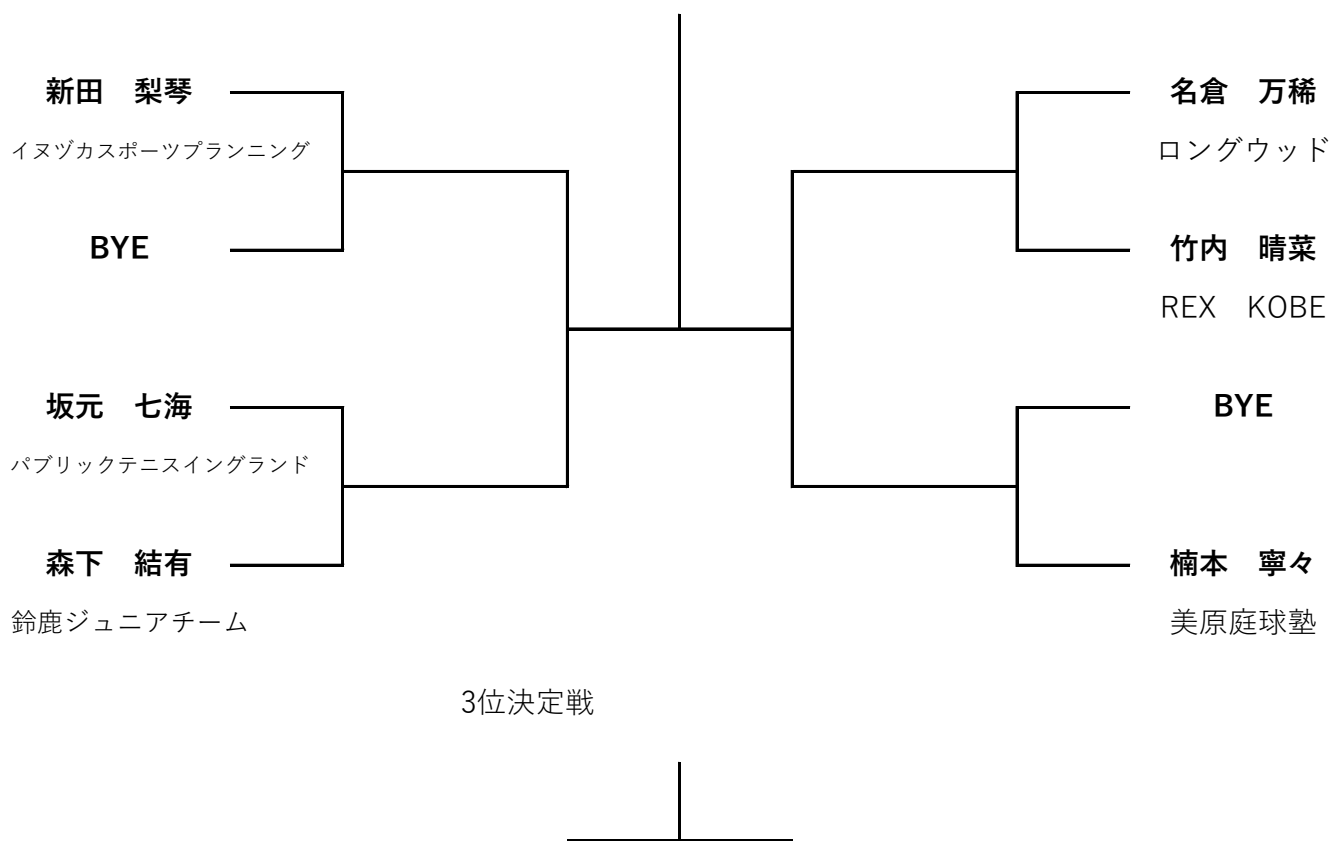 新田　梨琴
イヌヅカスポーツプランニング
BYE
坂元　七海
パブリックテニスイングランド
森下　結有
鈴鹿ジュニアチーム
名倉　万稀
ロングウッド
竹内　晴菜
REX　KOBE
BYE
楠本　寧々
美原庭球塾
3位決定戦